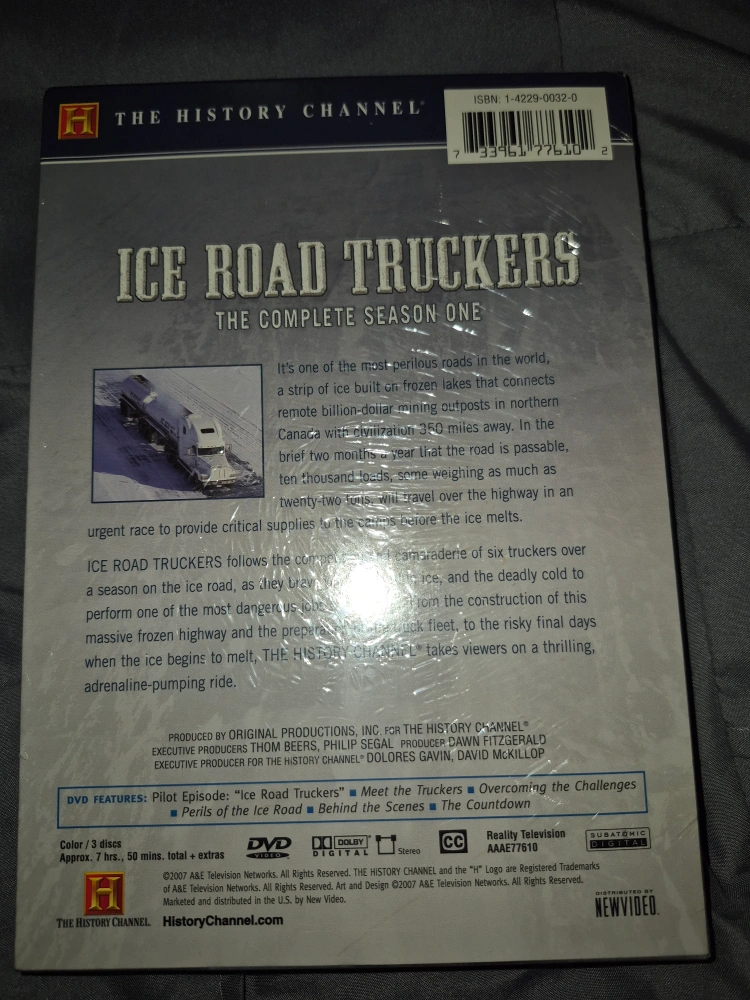 THE HISTORY CHANNEL®
ISBN: 1-4229-0032-0
7 33961 77610 2
ICE ROAD TRUCKERS
THE COMPLETE SEASON ONE
It's one of the most perilous roads in the world,
a strip of ice built on frozen lakes that connects
remote billion-dollar mining outposts in northern
Canada with civilization 350 miles away. In the
brief two months a year that the road is passable,
ten thousand loads, some weighing as much as
twenty-two tons, will travel over the highway in an
urgent race to provide critical supplies to the camps before the ice melts.
ICE ROAD TRUCKERS follows the camaraderie of six truckers over
a season on the ice road, as they ice, and the deadly cold to
perform one of the most dangerous jobs from the construction of this
massive frozen highway and the truck fleet, to the risky final days
when the ice begins to melt, THE HISTORY CHANNEL® takes viewers on a thrilling,
adrenaline-pumping ride.
PRODUCED BY ORIGINAL PRODUCTIONS, INC. FOR THE HISTORY CHANNEL®
EXECUTIVE PRODUCERS THOM BEERS, PHILIP SEGAL PRODUCER DAWN FITZGERALD
EXECUTIVE PRODUCER FOR THE HISTORY CHANNEL® DOLORES GAVIN, DAVID McKILLOP
DVD FEATURES: Pilot Episode: "Ice Road Truckers" ■ Meet the Truckers ■ Overcoming the Challenges
■ Perils of the Ice Road ■ Behind the Scenes ■ The Countdown
Color / 3 discs
Approx. 7 hrs., 50 mins. total + extras
DVD VIDEO
DOLBY DIGITAL
Stereo
CC
Reality Television
AAAE77610
SUBATOMIC
DIGITAL
H
THE HISTORY CHANNEL.
©2007 A&E Television Networks. All Rights Reserved. THE HISTORY CHANNEL and the "H" Logo are Registered Trademarks
of A&E Television Networks. All Rights Reserved. Art and Design ©2007 A&E Television Networks. All Rights Reserved.
Marketed and distributed in the U.S. by New Video.
HistoryChannel.com
DISTRIBUTED BY
NEWVIDEO.